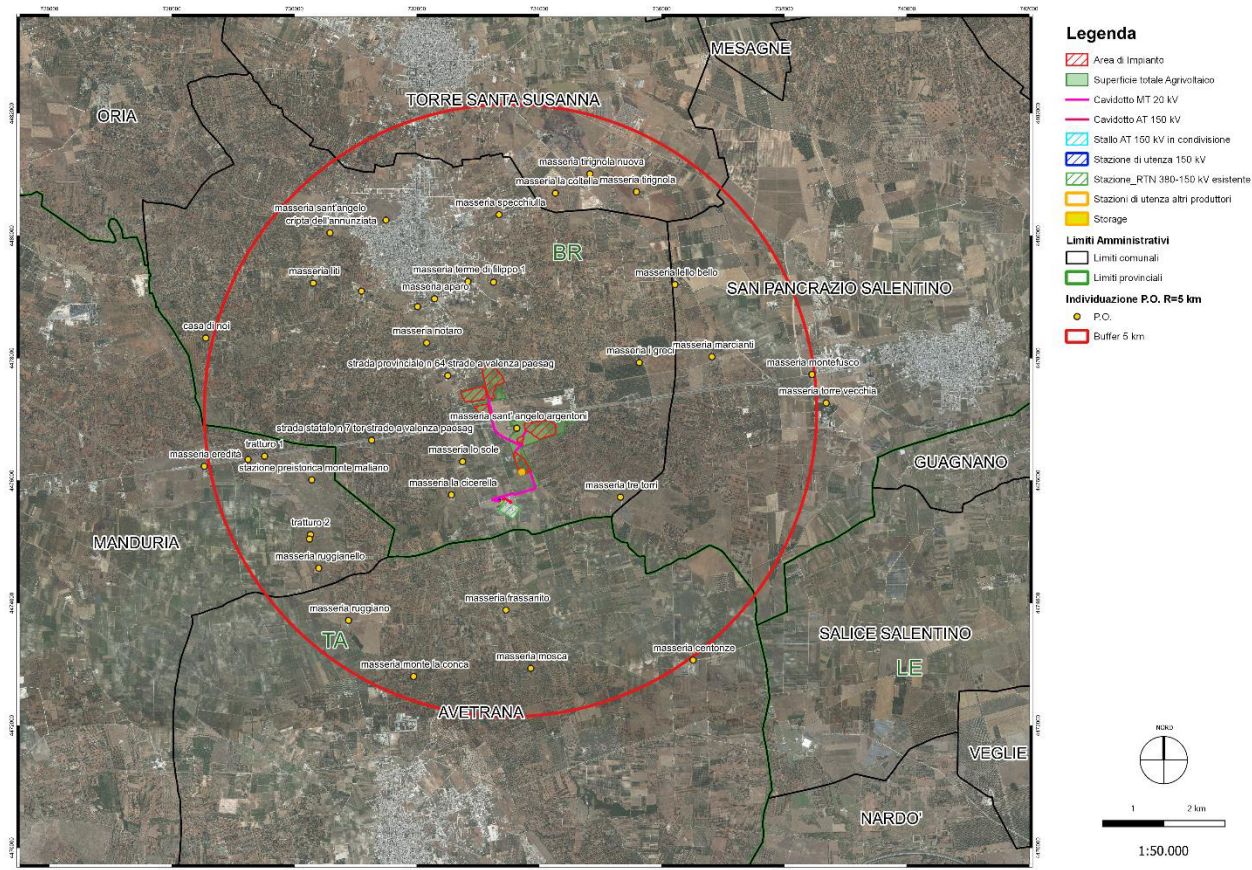 MESAGNE
TORRE SANTA SUSANNA
ORIA
masseria tirignola nuova
masseria la coltella
masseria tirignola
masseria specchiulla
masseria sant'angelo
cripta dell'annunziata
BR
masseria liti
masseria terme di filippo 1
masseria lello bello
masseria aparo
SAN PANCRAZIO SALENTINO
casa di noi
masseria notaro
masseria i greci
masseria marcianti
strada provinciale n 64 strade a valenza paesag
masseria montefusco
masseria torre vecchia
masseria sant' angelo argentoni
strada statale n 7 ter strade a valenza paesag
tratturo 1
masseria eredità
masseria lo sole
stazione preistorica monte maliano
GUAGNANO
masseria la cicerella
masseria tre torri
tratturo 2
MANDURIA
masseria ruggianello
masseria ruggiano
masseria frassanito
TA
SALICE SALENTINO
LE
masseria monte la conca
masseria mosca
masseria centonze
AVETRANA
VEGLIE
NARDO'
Legenda
Area di Impianto
Superficie totale Agrivoltaico
Cavidotto MT 20 kV
Cavidotto AT 150 kV
Stallo AT 150 kV in condivisione
Stazione di utenza 150 kV
Stazione_RTN 380-150 kV esistente
Stazioni di utenza altri produttori
Storage
Limiti Amministrativi
Limiti comunali
Limiti provinciali
Individuazione P.O. R=5 km
P.O.
Buffer 5 km
NORD
1 2 km
1:50.000